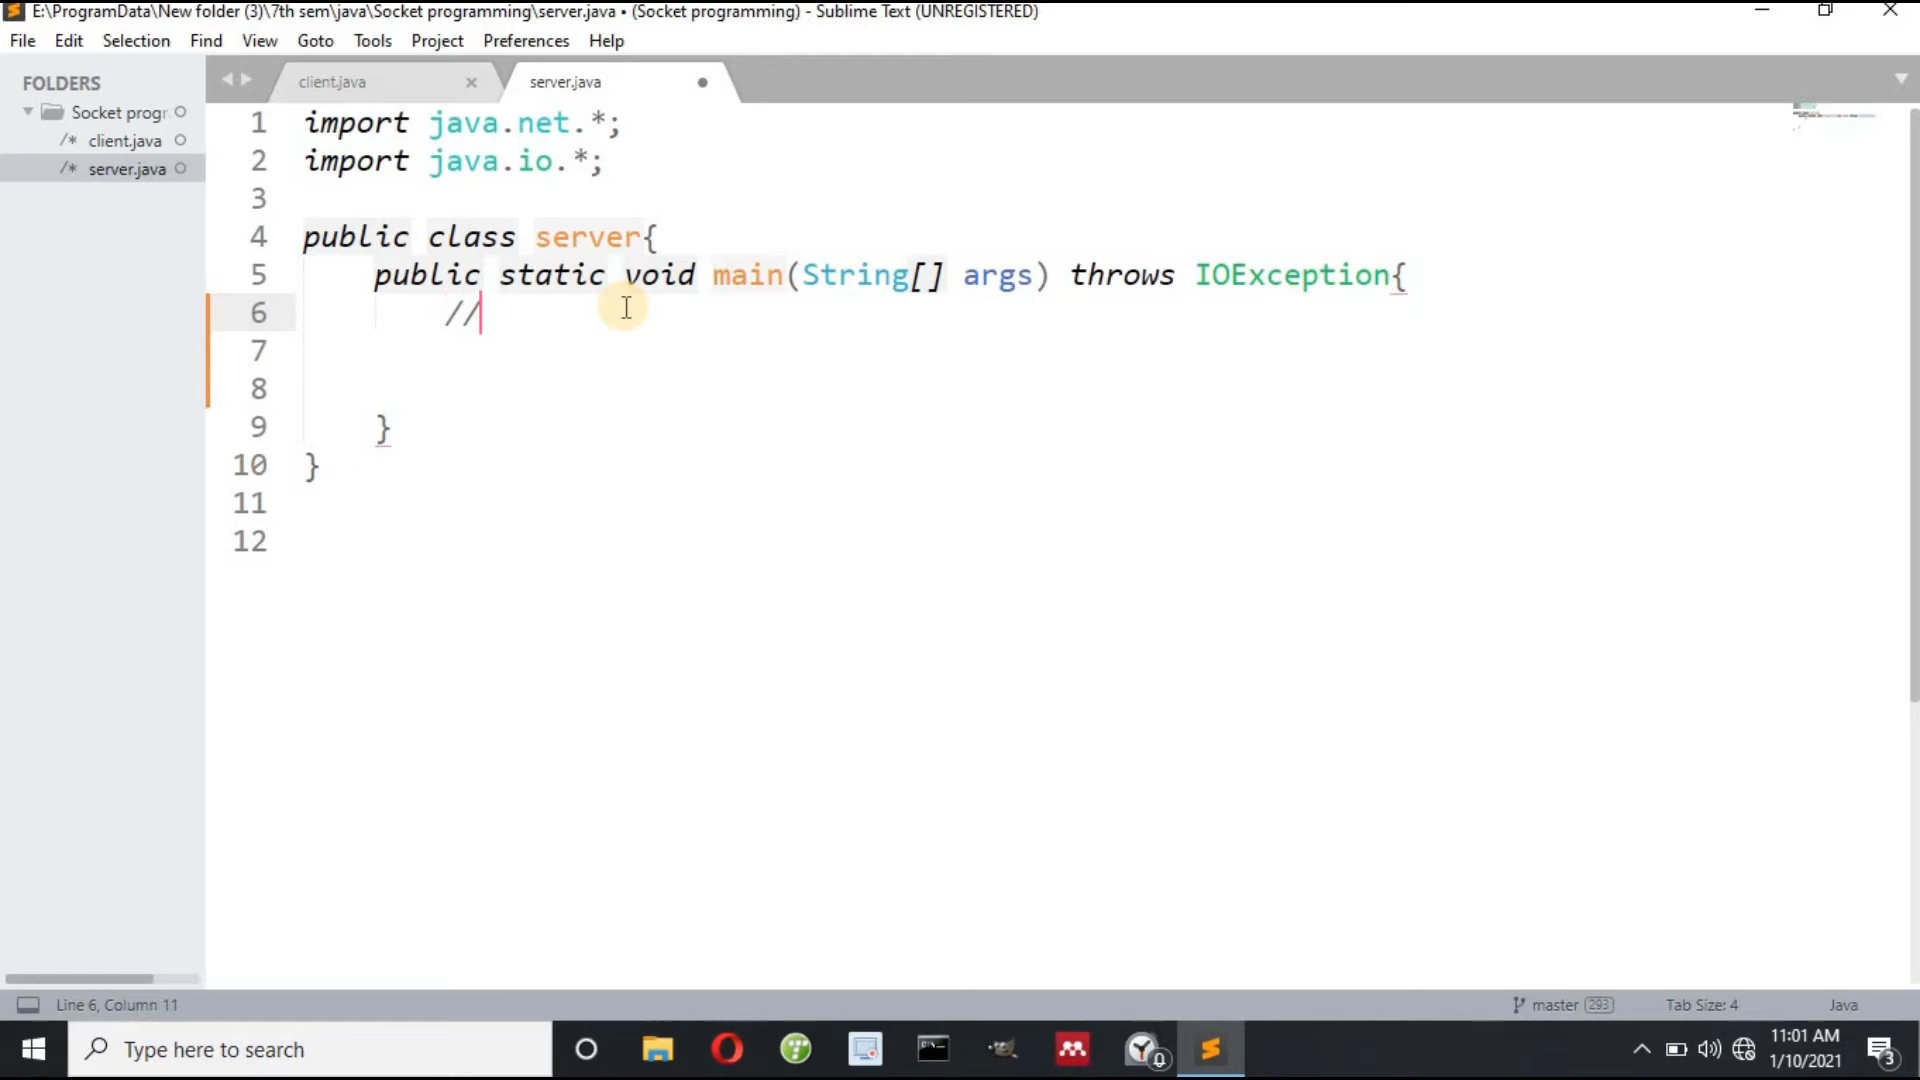 E:\ProgramData\New folder (3)\7th sem\java\Socket programming\server.java • (Socket programming) - Sublime Text (UNREGISTERED)
File Edit Selection Find View Goto Tools Project Preferences Help
FOLDERS
Socket progr
/* client.java
/* server.java
client.java × server.java
1 import java.net.*;
2 import java.io.*;
3
4 public class server{
5 public static void main(String[] args) throws IOException{
6 //
7
8
9 }
10 }
11
12
Line 6, Column 11 master 293 Tab Size: 4 Java
Type here to search
11:01 AM
1/10/2021
3